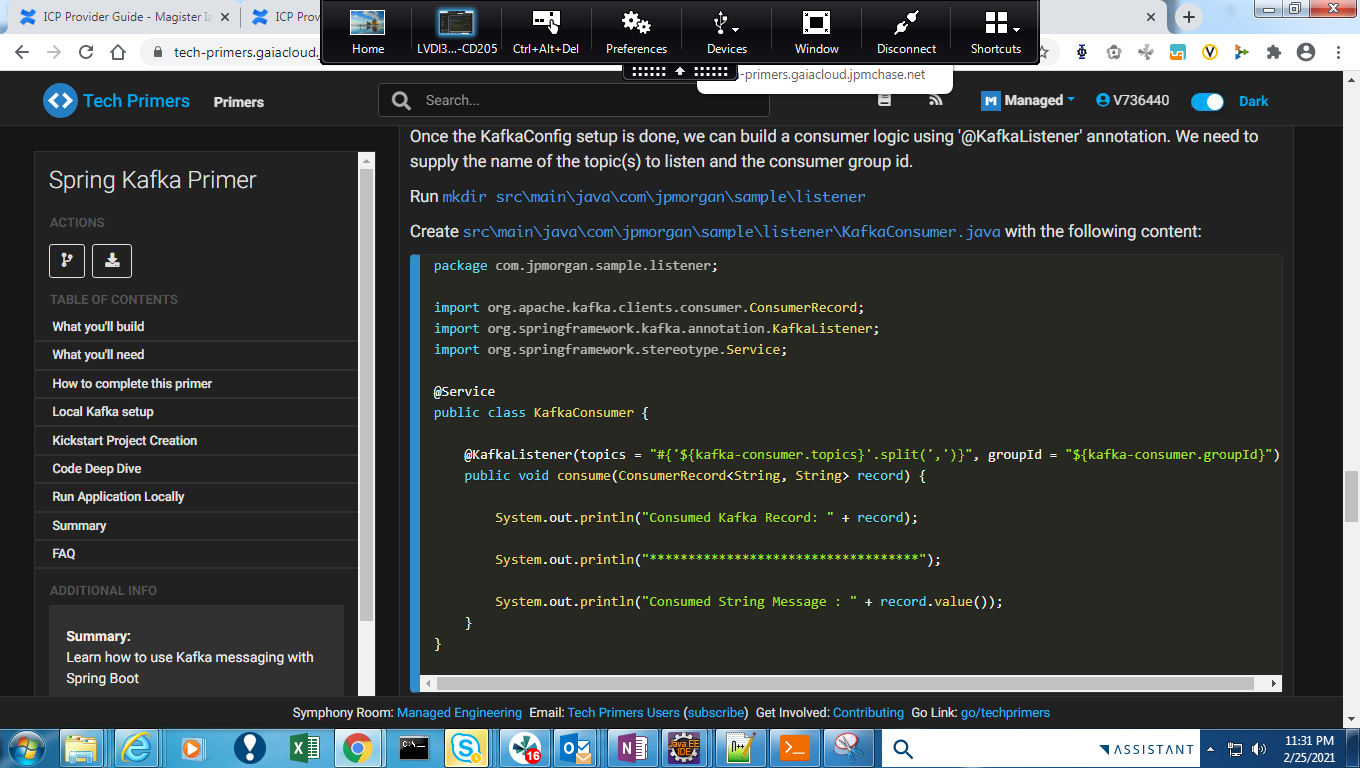 ICP Provider Guide - Magister Ia
ICP Prov
tech-primers.gaiacloud.
Home
LVDI3...-CD205
Ctrl+Alt+Del
Preferences
Devices
Window
Disconnect
Shortcuts
-primers.gaiacloud.jpmchase.net
Tech Primers
Primers
Search...
Managed
V736440
Dark
Spring Kafka Primer
ACTIONS
TABLE OF CONTENTS
What you'll build
What you'll need
How to complete this primer
Local Kafka setup
Kickstart Project Creation
Code Deep Dive
Run Application Locally
Summary
FAQ
ADDITIONAL INFO
Summary:
Learn how to use Kafka messaging with
Spring Boot
Once the KafkaConfig setup is done, we can build a consumer logic using '@KafkaListener' annotation. We need to
supply the name of the topic(s) to listen and the consumer group id.
Run mkdir src\main\java\com\jpmorgan\sample\listener
Create src\main\java\com\jpmorgan\sample\listener\KafkaConsumer.java with the following content:
package com.jpmorgan.sample.listener;
import org.apache.kafka.clients.consumer.ConsumerRecord;
import org.springframework.kafka.annotation.KafkaListener;
import org.springframework.stereotype.Service;
@Service
public class KafkaConsumer {
@KafkaListener(topics = "#{'${kafka-consumer.topics}'.split(',')}", groupId = "${kafka-consumer.groupId}")
public void consume(ConsumerRecord<String, String> record) {
System.out.println("Consumed Kafka Record: " + record);
System.out.println("***********************************");
System.out.println("Consumed String Message : " + record.value());
}
}
Symphony Room: Managed Engineering Email: Tech Primers Users (subscribe) Get Involved: Contributing Go Link: go/techprimers
16
Java EE
IDE
ASSISTANT
11:31 PM
2/25/2021